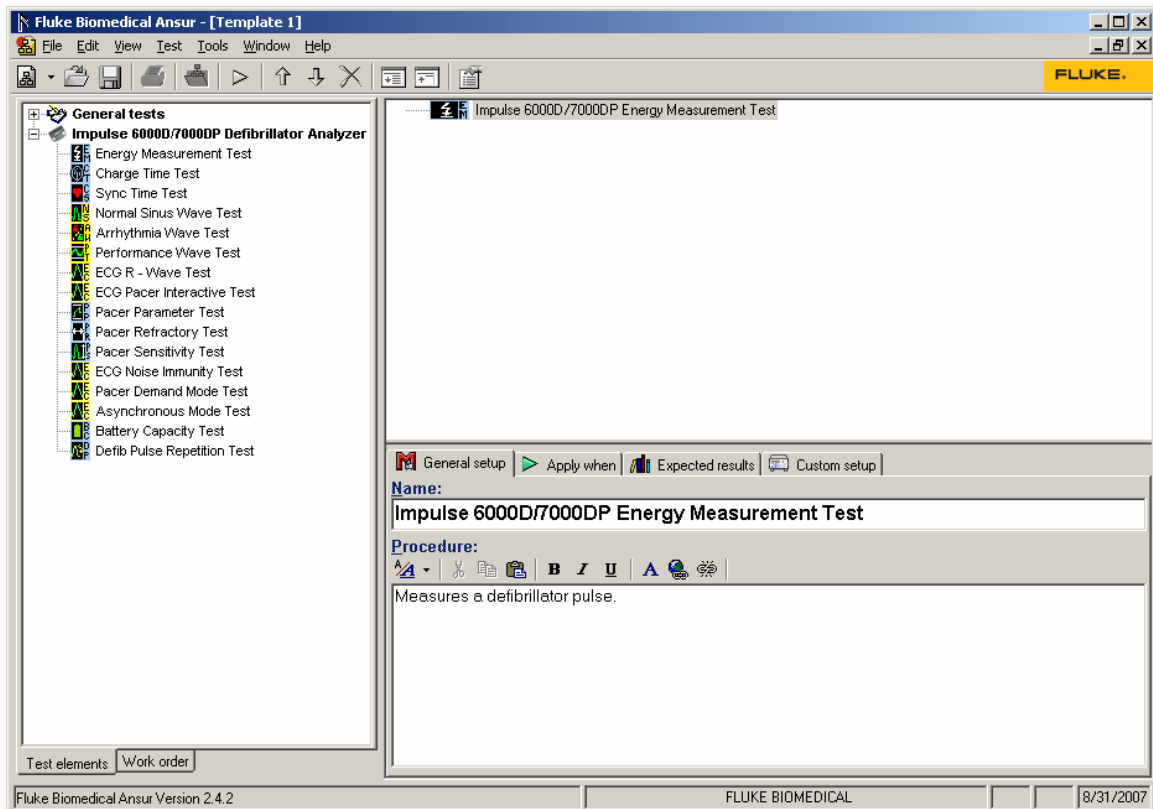 Fluke Biomedical Ansur - [Template 1]
File Edit View Test Tools Window Help
FLUKE.
General tests
Impulse 6000D/7000DP Defibrillator Analyzer
Energy Measurement Test
Charge Time Test
Sync Time Test
Normal Sinus Wave Test
Arrhythmia Wave Test
Performance Wave Test
ECG R - Wave Test
ECG Pacer Interactive Test
Pacer Parameter Test
Pacer Refractory Test
Pacer Sensitivity Test
ECG Noise Immunity Test
Pacer Demand Mode Test
Asynchronous Mode Test
Battery Capacity Test
Defib Pulse Repetition Test
Test elements Work order
Impulse 6000D/7000DP Energy Measurement Test
General setup Apply when Expected results Custom setup
Name:
Impulse 6000D/7000DP Energy Measurement Test
Procedure:
B I U A
Measures a defibrillator pulse.
Fluke Biomedical Ansur Version 2.4.2 FLUKE BIOMEDICAL 8/31/2007